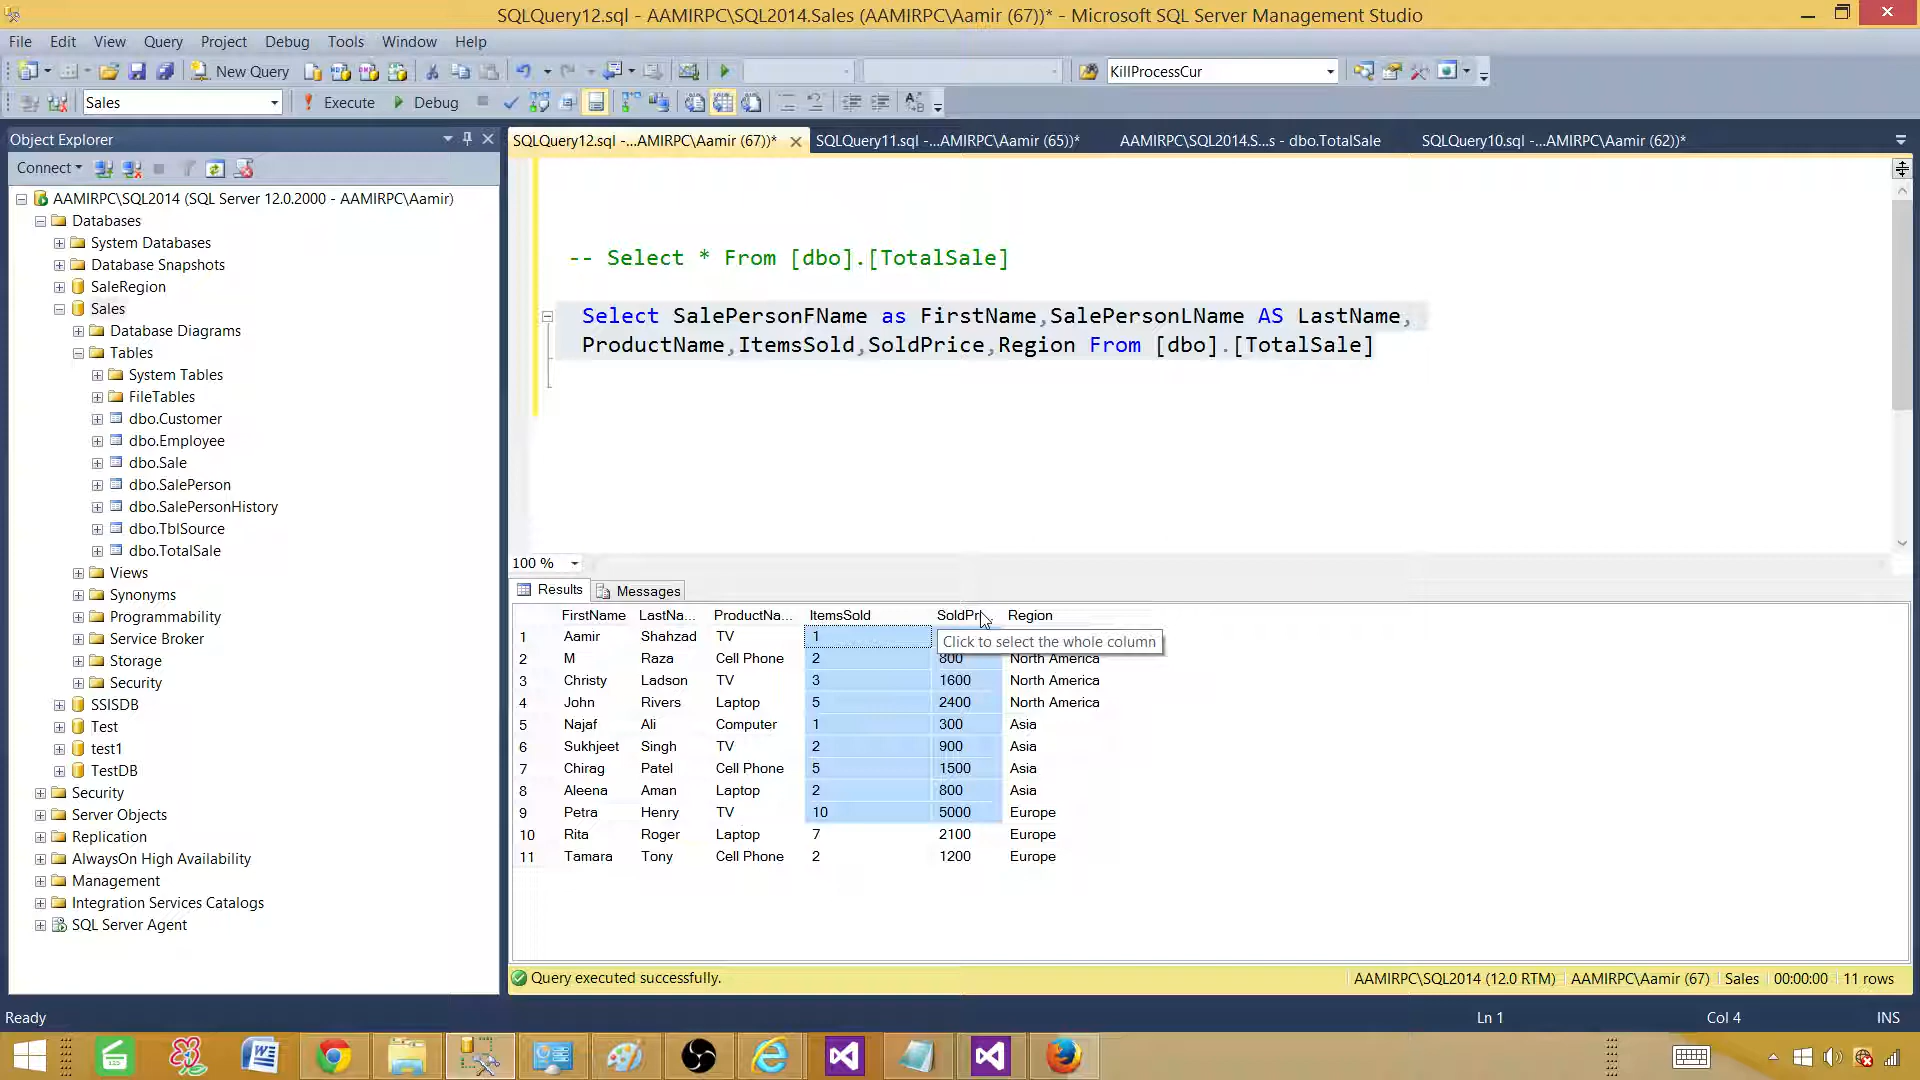 SQLQuery12.sql - AAMIRPC\SQL2014.Sales (AAMIRPC\Aamir (67))* - Microsoft SQL Server Management Studio
File Edit View Query Project Debug Tools Window Help
New Query KillProcessCur
Sales Execute Debug
Object Explorer
SQLQuery12.sql -...AMIRPC\Aamir (67))* SQLQuery11.sql -...AMIRPC\Aamir (65))* AAMIRPC\SQL2014.S...s - dbo.TotalSale SQLQuery10.sql -...AMIRPC\Aamir (62))*
Connect
AAMIRPC\SQL2014 (SQL Server 12.0.2000 - AAMIRPC\Aamir)
Databases
System Databases
Database Snapshots
SaleRegion
Sales
Database Diagrams
Tables
System Tables
FileTables
dbo.Customer
dbo.Employee
dbo.Sale
dbo.SalePerson
dbo.SalePersonHistory
dbo.TblSource
dbo.TotalSale
Views
Synonyms
Programmability
Service Broker
Storage
Security
SSISDB
Test
test1
TestDB
Security
Server Objects
Replication
AlwaysOn High Availability
Management
Integration Services Catalogs
SQL Server Agent
-- Select * From [dbo].[TotalSale]
Select SalePersonFName as FirstName,SalePersonLName AS LastName,
ProductName,ItemsSold,SoldPrice,Region From [dbo].[TotalSale]
100 %
Results Messages
FirstName LastNa... ProductNa... ItemsSold SoldPr... Region
1 Aamir Shahzad TV 1
Click to select the whole column
2 M Raza Cell Phone 2 800 North America
3 Christy Ladson TV 3 1600 North America
4 John Rivers Laptop 5 2400 North America
5 Najaf Ali Computer 1 300 Asia
6 Sukhjeet Singh TV 2 900 Asia
7 Chirag Patel Cell Phone 5 1500 Asia
8 Aleena Aman Laptop 2 800 Asia
9 Petra Henry TV 10 5000 Europe
10 Rita Roger Laptop 7 2100 Europe
11 Tamara Tony Cell Phone 2 1200 Europe
Query executed successfully. AAMIRPC\SQL2014 (12.0 RTM) AAMIRPC\Aamir (67) Sales 00:00:00 11 rows
Ready Ln 1 Col 4 INS